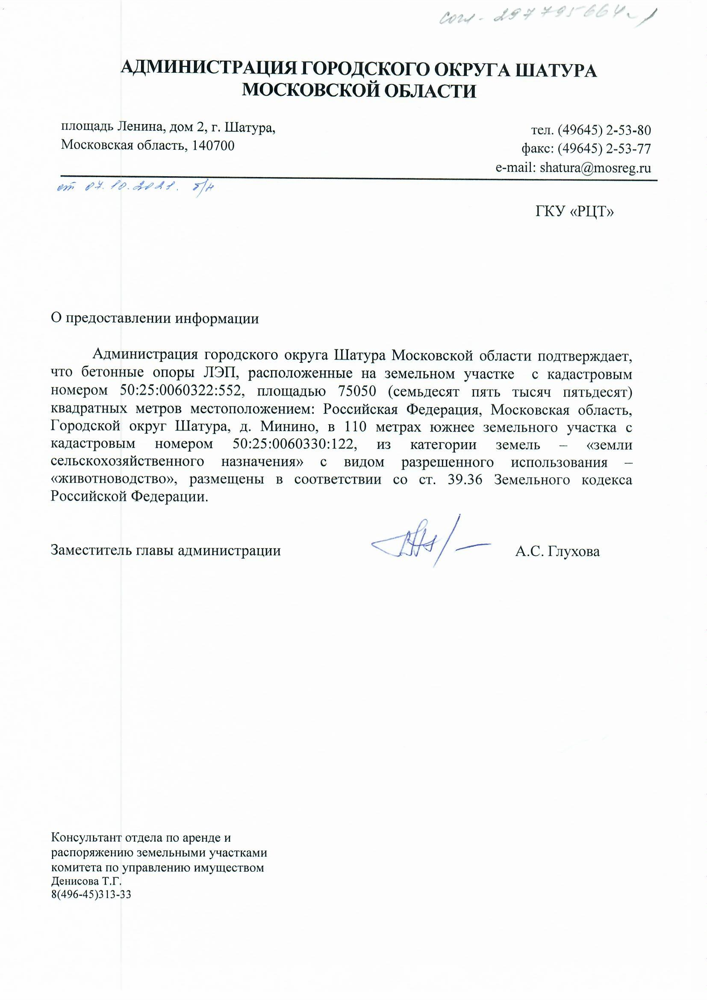 согл - 297795664
АДМИНИСТРАЦИЯ ГОРОДСКОГО ОКРУГА ШАТУРА
МОСКОВСКОЙ ОБЛАСТИ
площадь Ленина, дом 2, г. Шатура,
Московская область, 140700
тел. (49645) 2-53-80
факс: (49645) 2-53-77
e-mail: shatura@mosreg.ru
от 07.10.2021. б/н
ГКУ «РЦТ»
О предоставлении информации
Администрация городского округа Шатура Московской области подтверждает,
что бетонные опоры ЛЭП, расположенные на земельном участке с кадастровым
номером 50:25:0060322:552, площадью 75050 (семьдесят пять тысяч пятьдесят)
квадратных метров местоположением: Российская Федерация, Московская область,
Городской округ Шатура, д. Минино, в 110 метрах южнее земельного участка с
кадастровым номером 50:25:0060330:122, из категории земель – «земли
сельскохозяйственного назначения» с видом разрешенного использования –
«животноводство», размещены в соответствии со ст. 39.36 Земельного кодекса
Российской Федерации.
Заместитель главы администрации
А.С. Глухова
Консультант отдела по аренде и
распоряжению земельными участками
комитета по управлению имуществом
Денисова Т.Г.
8(496-45)313-33